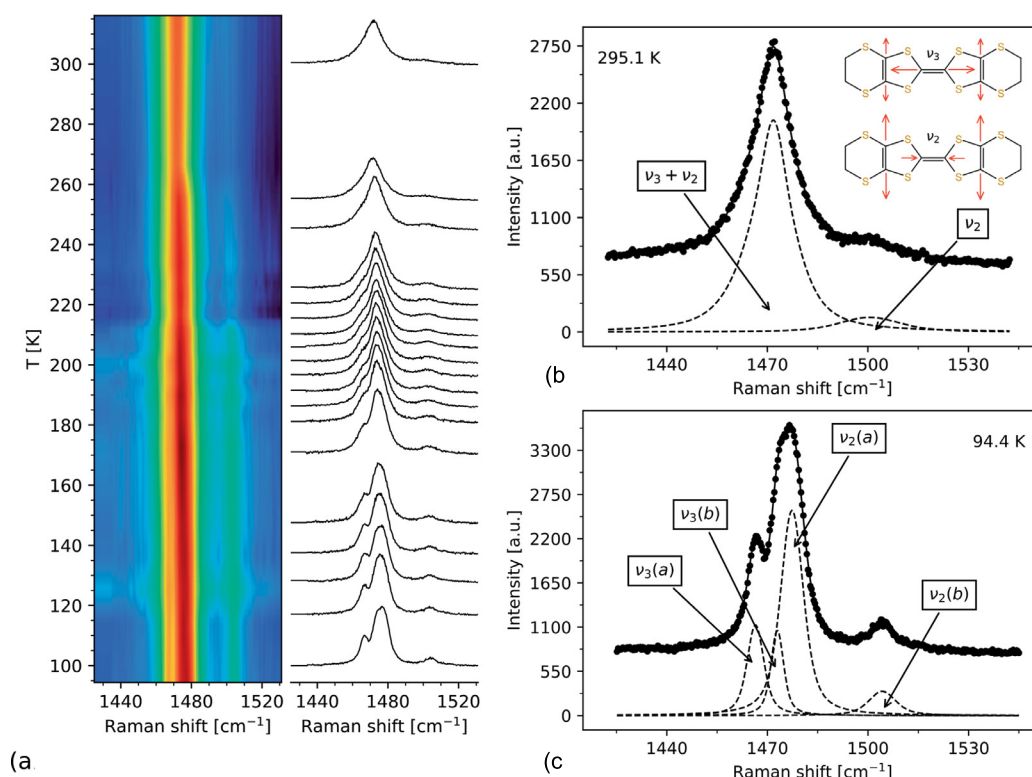 300
280
260
240
220
200
180
160
140
120
100
T [K]
1440 1480 1520
Raman shift [cm⁻¹]
1440 1480 1520
Raman shift [cm⁻¹]
(a
295.1 K
2750
2200
1650
1100
550
0
Intensity [a.u.]
ν₃ + ν₂
ν₂
S S S S
ν₃
S S S S
S S S S
ν₂
S S S S
1440 1470 1500 1530
Raman shift [cm⁻¹]
(b)
94.4 K
3300
2750
2200
1650
1100
550
0
Intensity [a.u.]
ν₂(a)
ν₃(b)
ν₃(a)
ν₂(b)
1440 1470 1500 1530
Raman shift [cm⁻¹]
(c)